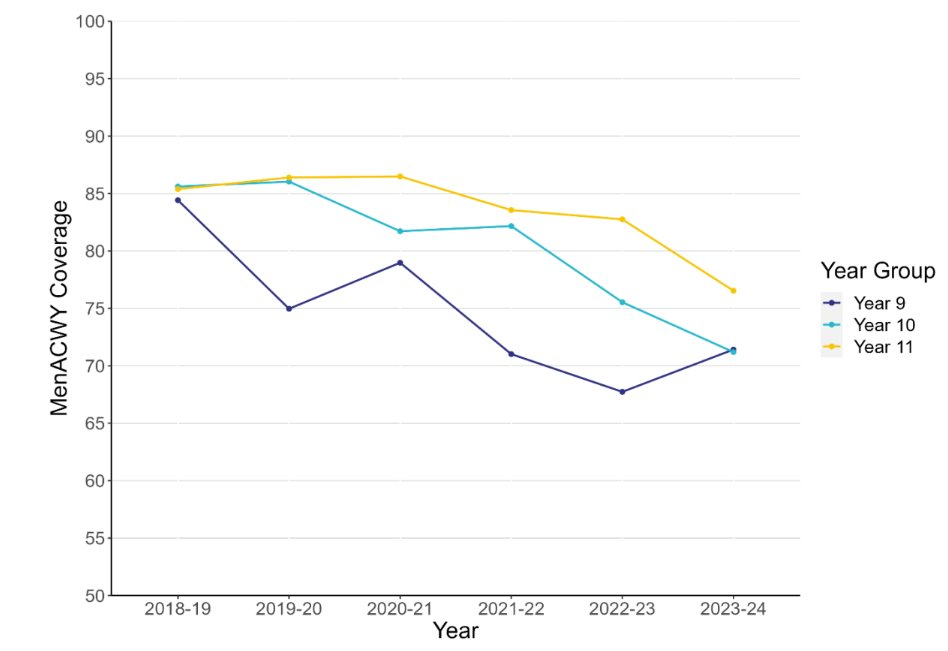 MenACWY Coverage
100
95
90
85
80
75
70
65
60
55
50
2018-19 2019-20 2020-21 2021-22 2022-23 2023-24
Year
Year Group
Year 9
Year 10
Year 11